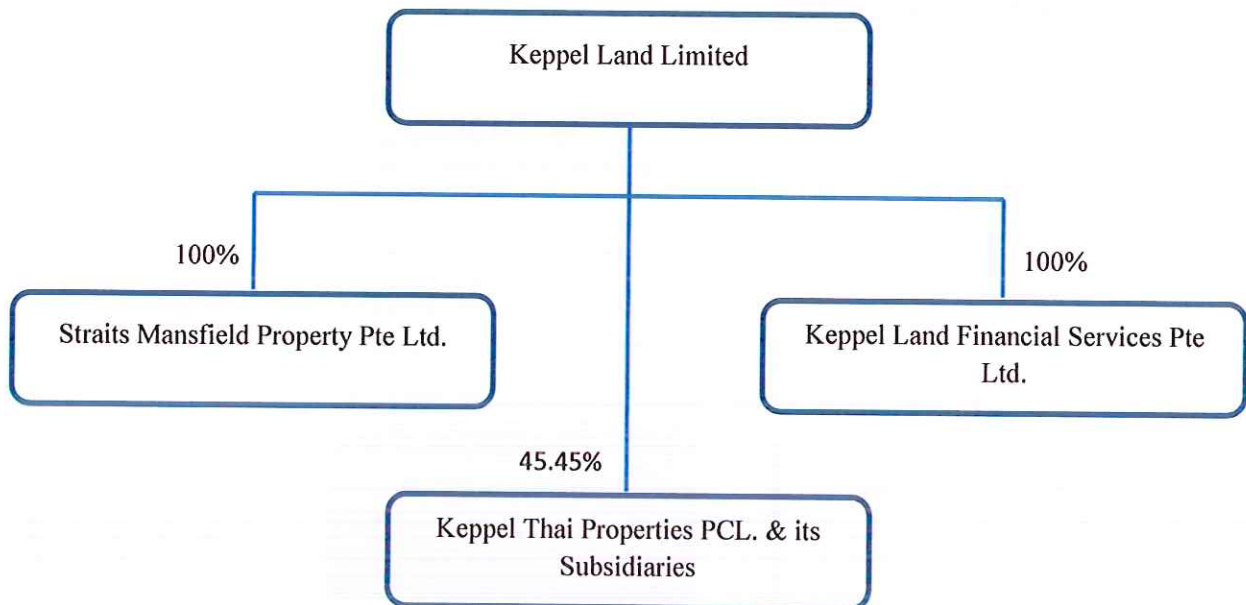 Keppel Land Limited
100%
100%
Straits Mansfield Property Pte Ltd.
Keppel Land Financial Services Pte
Ltd.
45.45%
Keppel Thai Properties PCL. & its
Subsidiaries